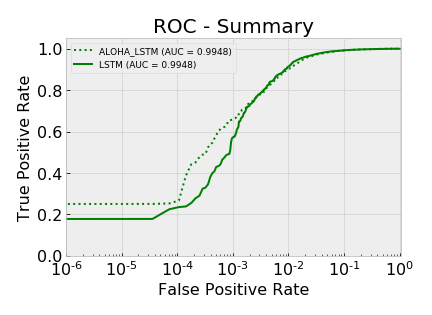 ROC - Summary
ALOHA_LSTM (AUC = 0.9948)
LSTM (AUC = 0.9948)
True Positive Rate
1.0
0.8
0.6
0.4
0.2
0.0
10⁻⁶ 10⁻⁵ 10⁻⁴ 10⁻³ 10⁻² 10⁻¹ 10⁰
False Positive Rate